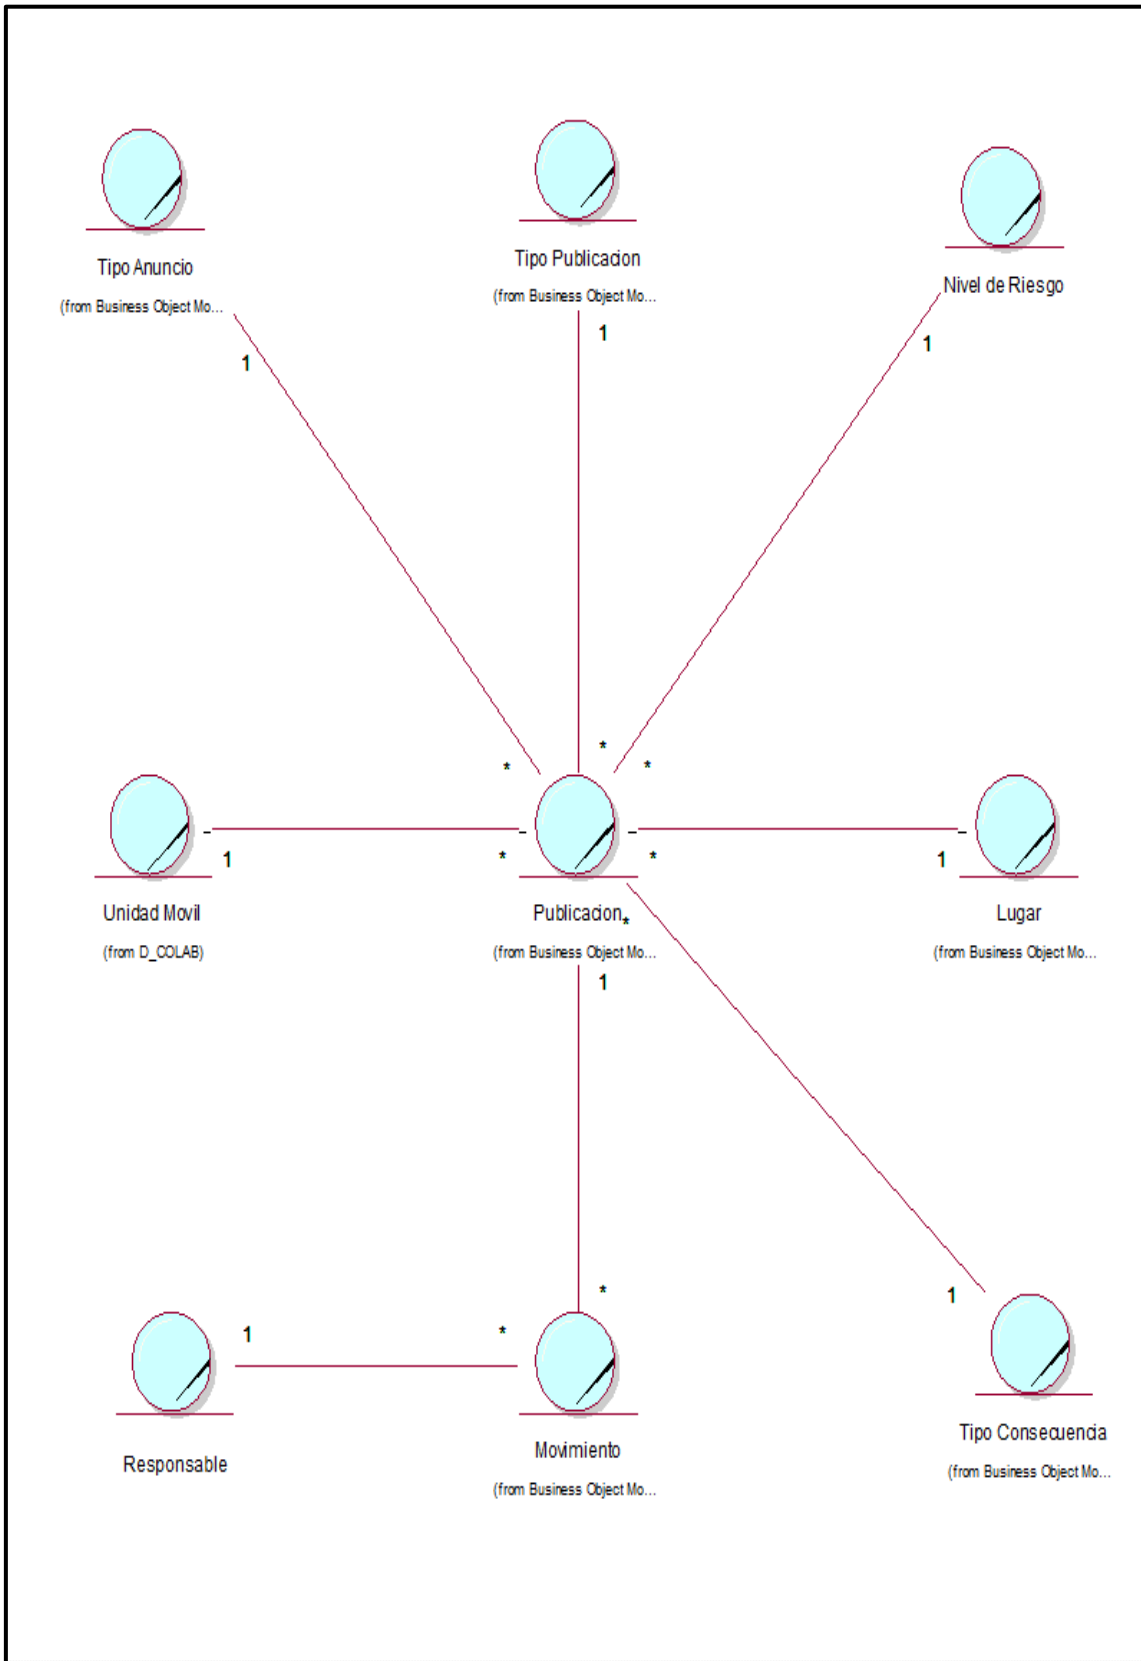 Tipo Anuncio
(from Business Object Mo...
Tipo Publicacion
(from Business Object Mo...
Nivel de Riesgo
1
1
1
*
*
*
Unidad Movil
(from D_COLAB)
1
*
Publicacion
(from Business Object Mo...
*
1
Lugar
(from Business Object Mo...
*
1
*
1
Responsable
1
*
Movimiento
(from Business Object Mo...
Tipo Consecuencia
(from Business Object Mo...